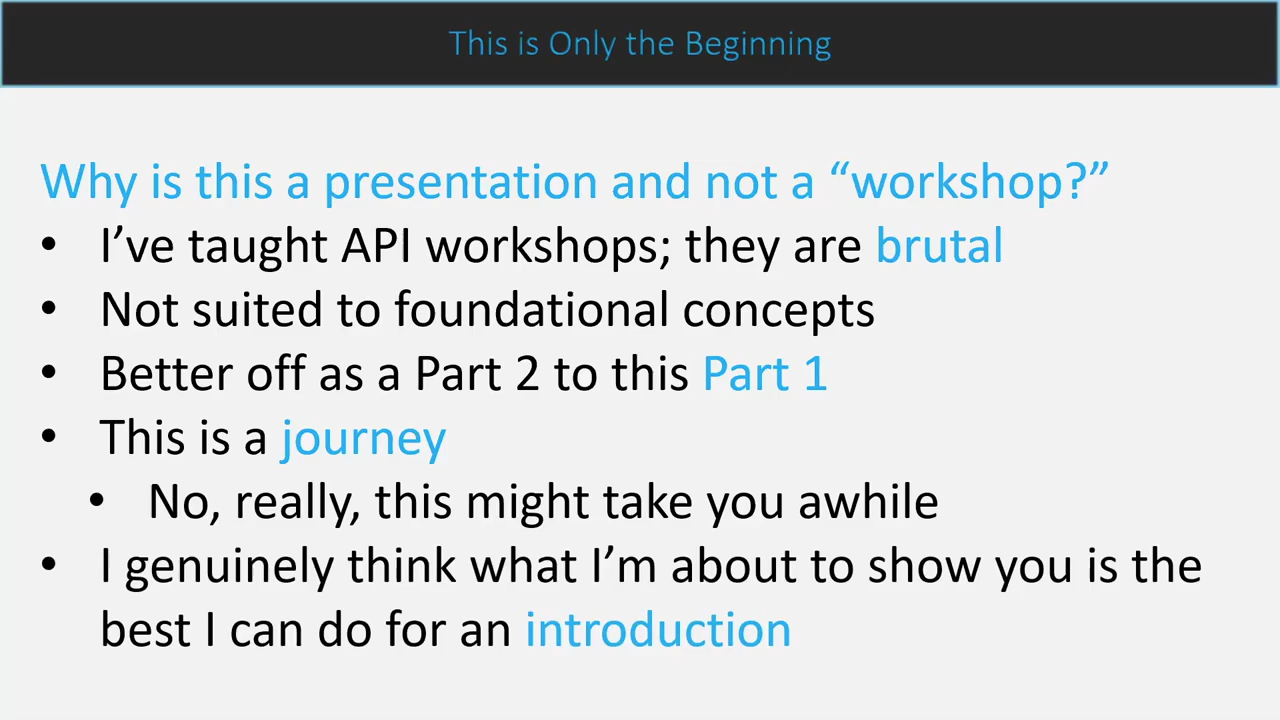 This is Only the Beginning
Why is this a presentation and not a “workshop?”
• I’ve taught API workshops; they are brutal
• Not suited to foundational concepts
• Better off as a Part 2 to this Part 1
• This is a journey
• No, really, this might take you awhile
• I genuinely think what I’m about to show you is the
best I can do for an introduction